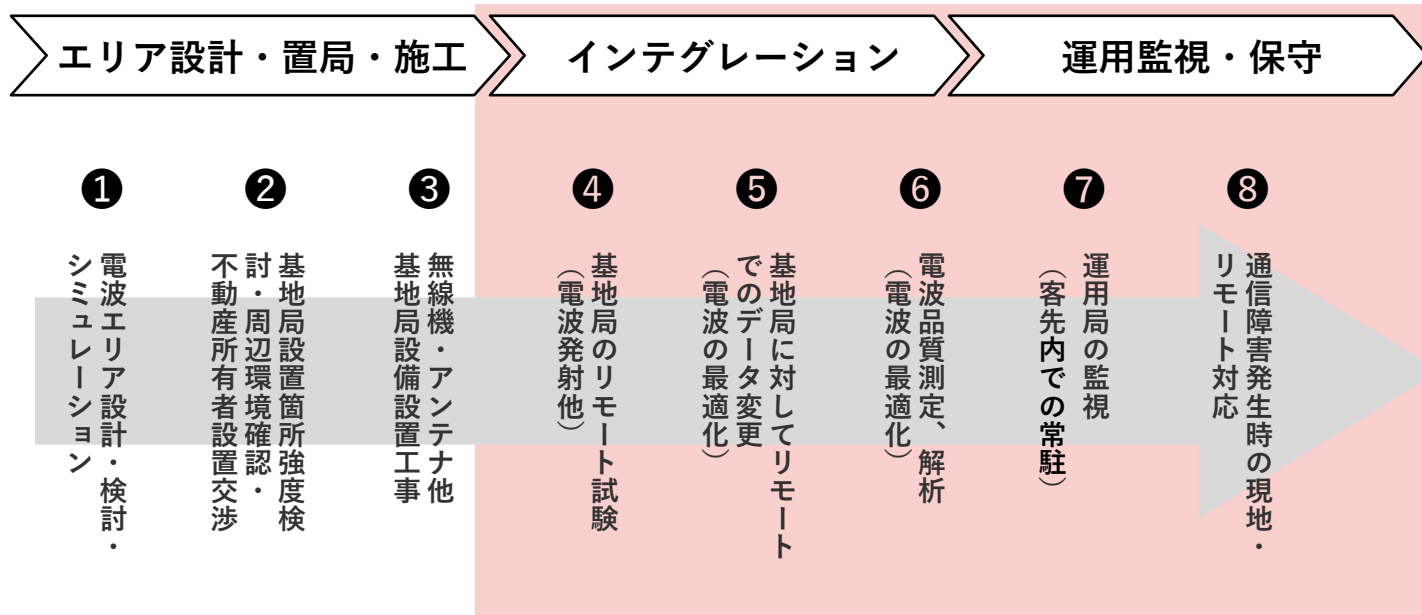 エリア設計・置局・施工
インテグレーション
運用監視・保守
❶
電波エリア設計・検討・
シミュレーション
❷
基地局設置箇所強度検
討・周辺環境確認・
不動産所有者設置交渉
❸
無線機・アンテナ他
基地局設備設置工事
❹
基地局のリモート試験
（電波発射他）
❺
基地局に対してリモート
でのデータ変更
（電波の最適化）
❻
電波品質測定、解析
（電波の最適化）
❼
運用局の監視
（客先内での常駐）
❽
通信障害発生時の現地・
リモート対応